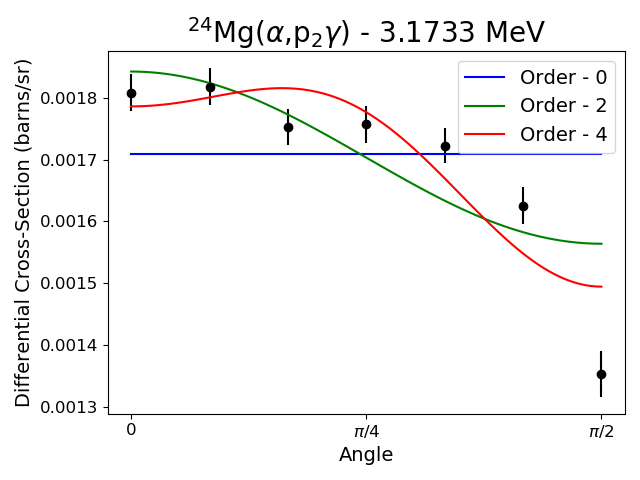 ²⁴Mg(α,p₂γ) - 3.1733 MeV
Order - 0
Order - 2
Order - 4
Differential Cross-Section (barns/sr)
0.0018
0.0017
0.0016
0.0015
0.0014
0.0013
0
π/4
π/2
Angle